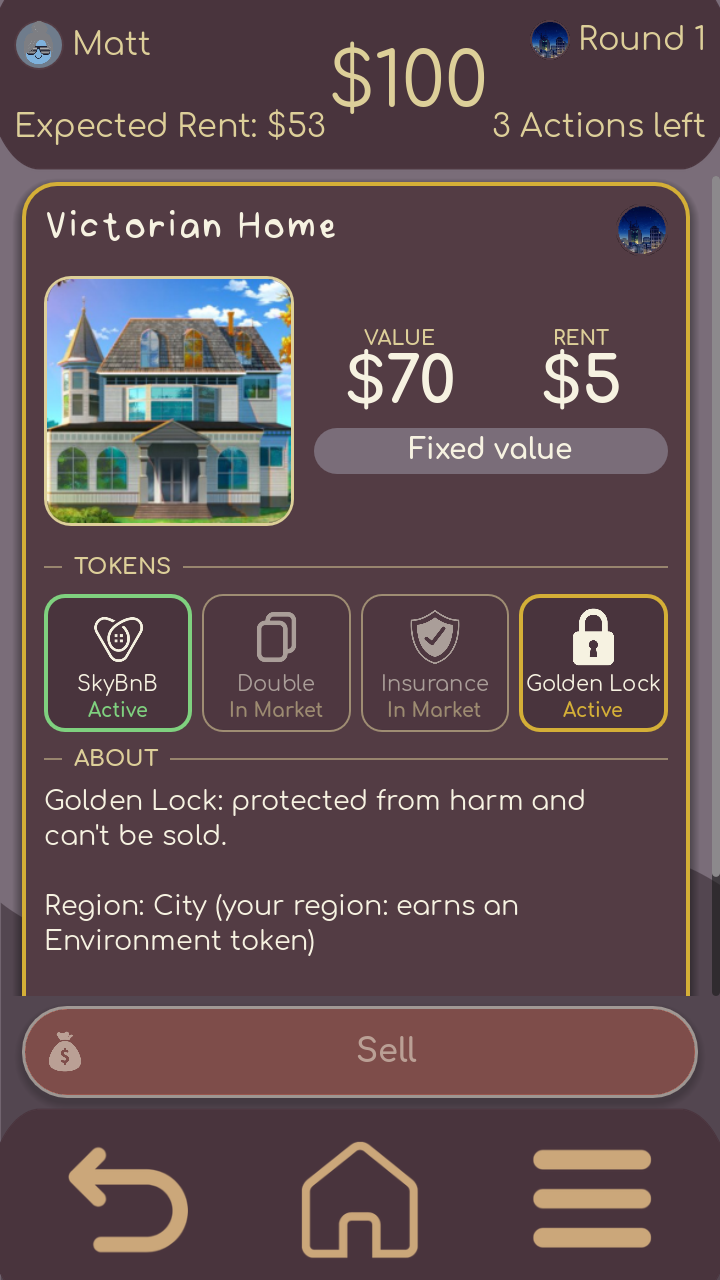 Matt
$100
Round 1
Expected Rent: $53
3 Actions left
Victorian Home
VALUE
RENT
$70
$5
Fixed value
TOKENS
SkyBnB
Active
Double
In Market
Insurance
In Market
Golden Lock
Active
ABOUT
Golden Lock: protected from harm and
can't be sold.
Region: City (your region: earns an
Environment token)
Sell